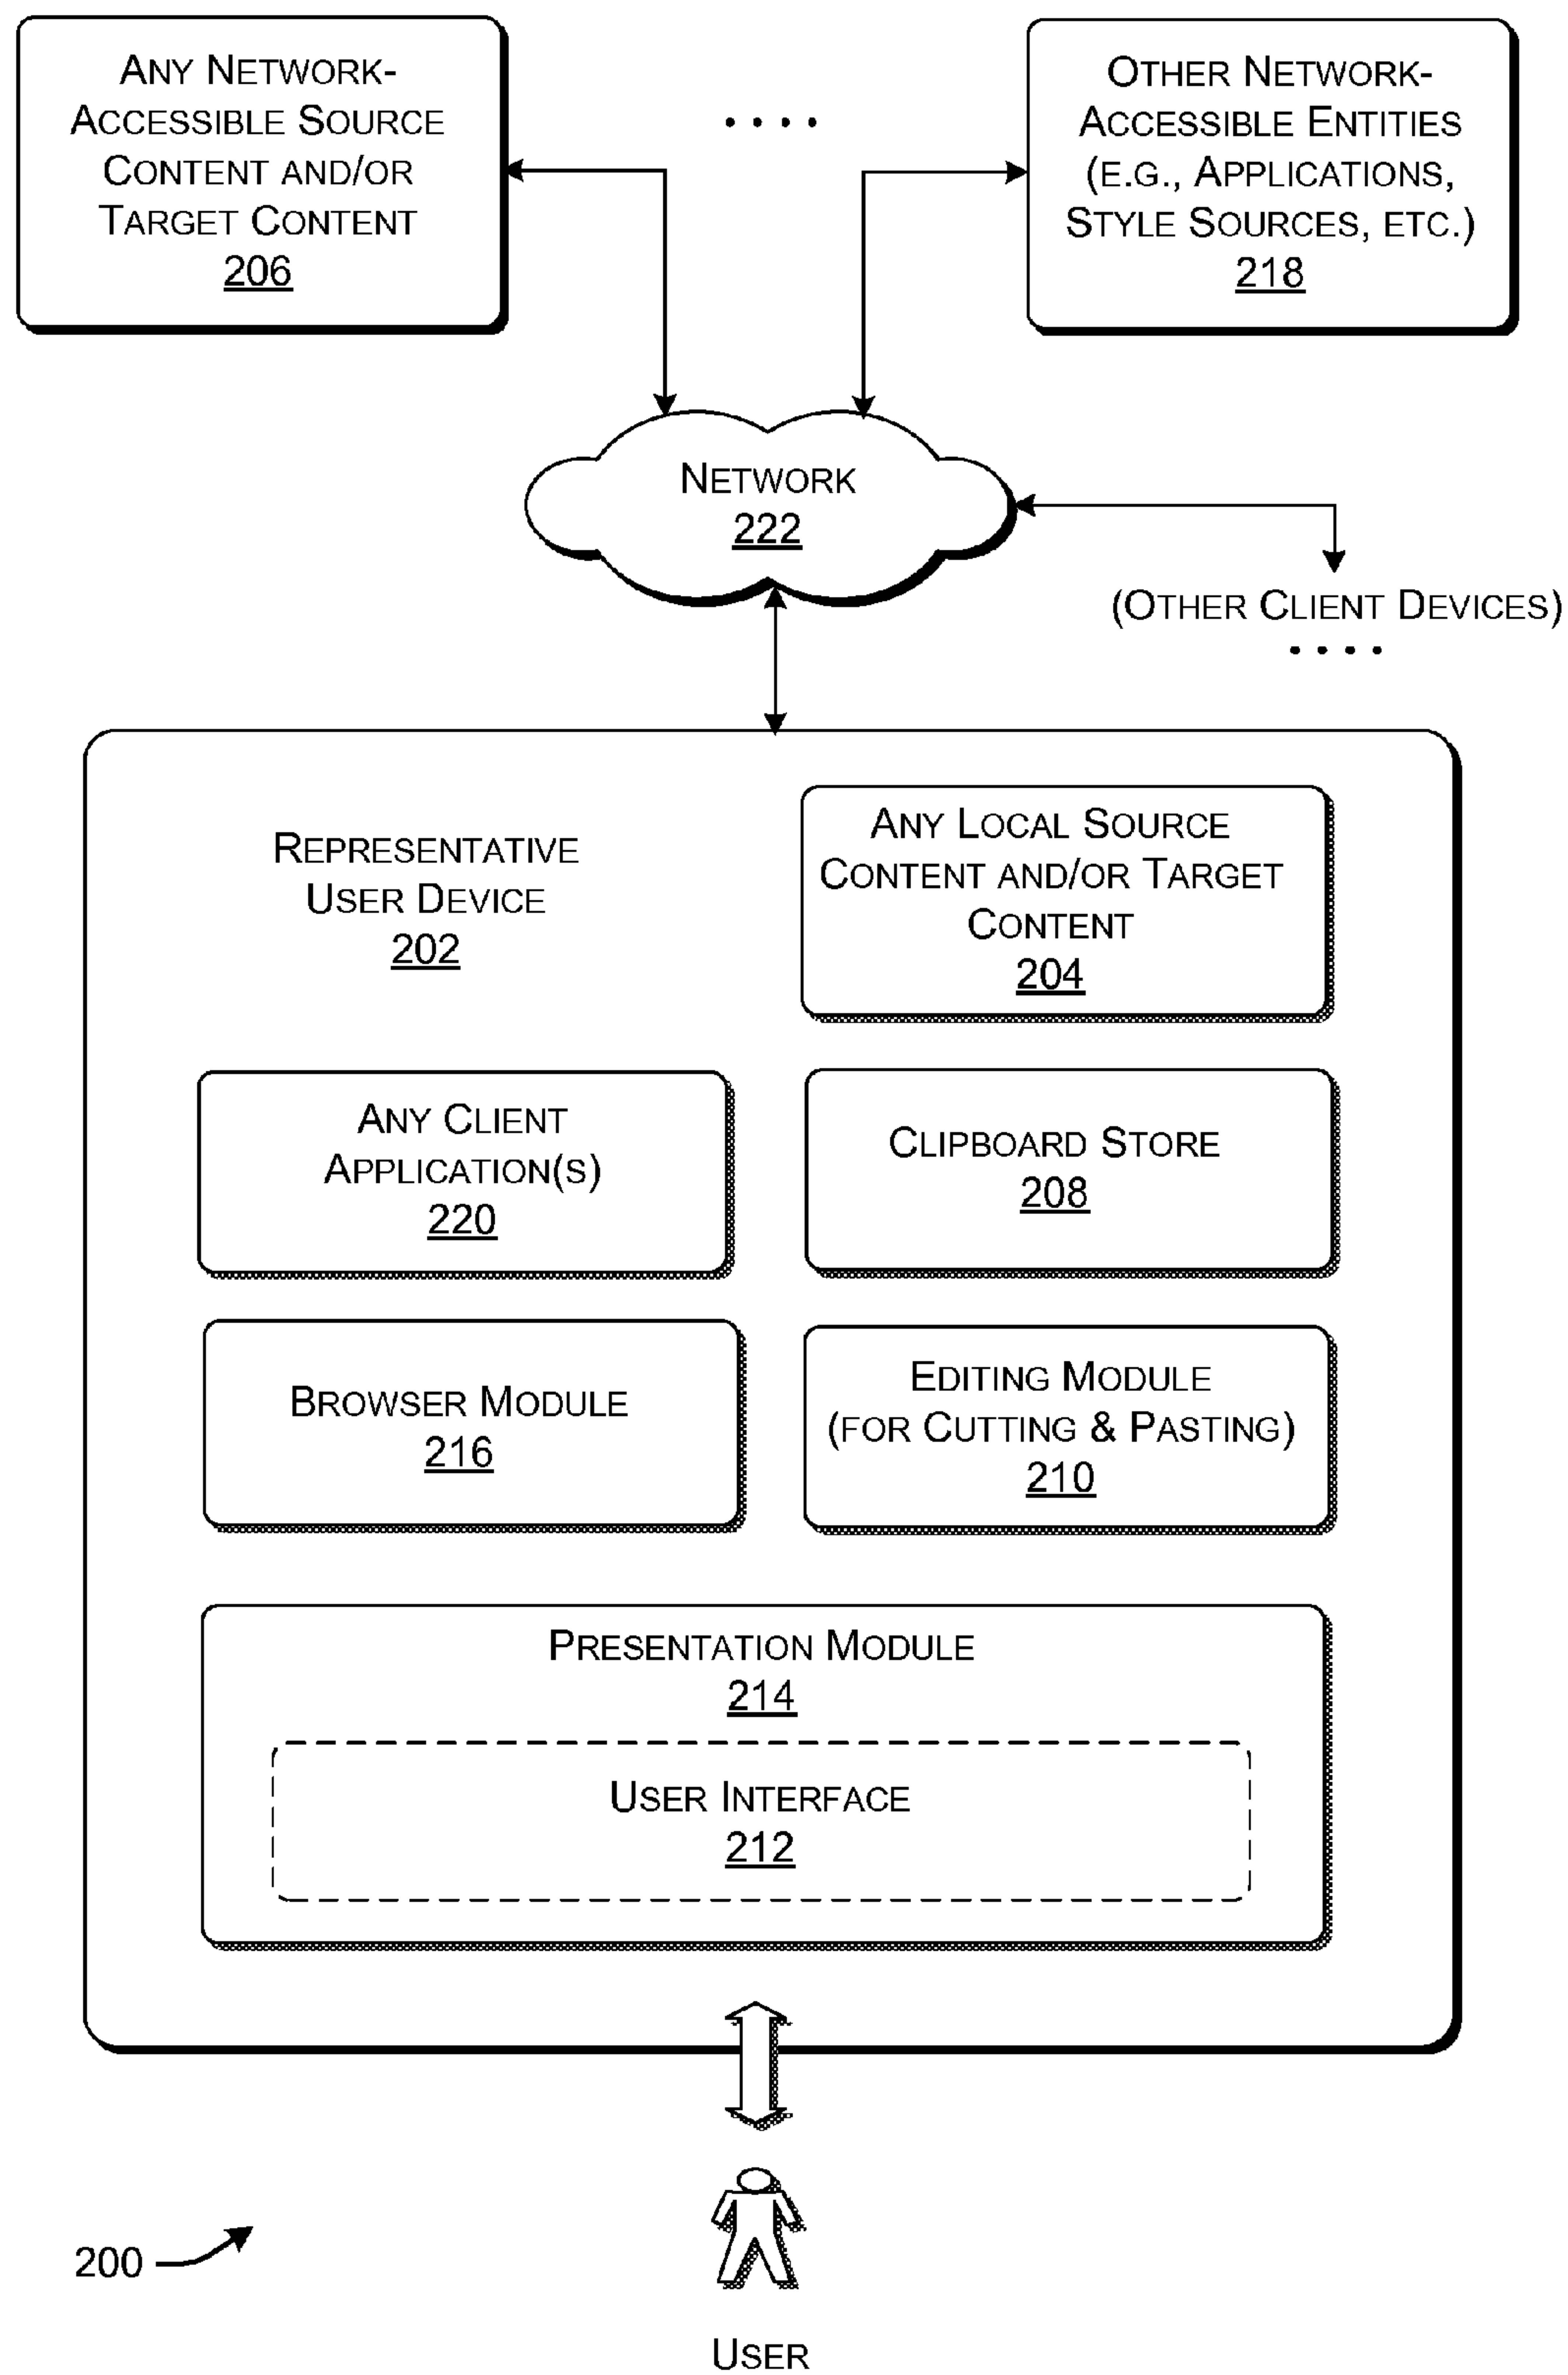 ANY NETWORK-
ACCESSIBLE SOURCE
CONTENT AND/OR
TARGET CONTENT
206
. . . .
OTHER NETWORK-
ACCESSIBLE ENTITIES
(E.G., APPLICATIONS,
STYLE SOURCES, ETC.)
218
NETWORK
222
(OTHER CLIENT DEVICES)
. . . .
REPRESENTATIVE
USER DEVICE
202
ANY LOCAL SOURCE
CONTENT AND/OR TARGET
CONTENT
204
ANY CLIENT
APPLICATION(S)
220
CLIPBOARD STORE
208
BROWSER MODULE
216
EDITING MODULE
(FOR CUTTING & PASTING)
210
PRESENTATION MODULE
214
USER INTERFACE
212
200
USER